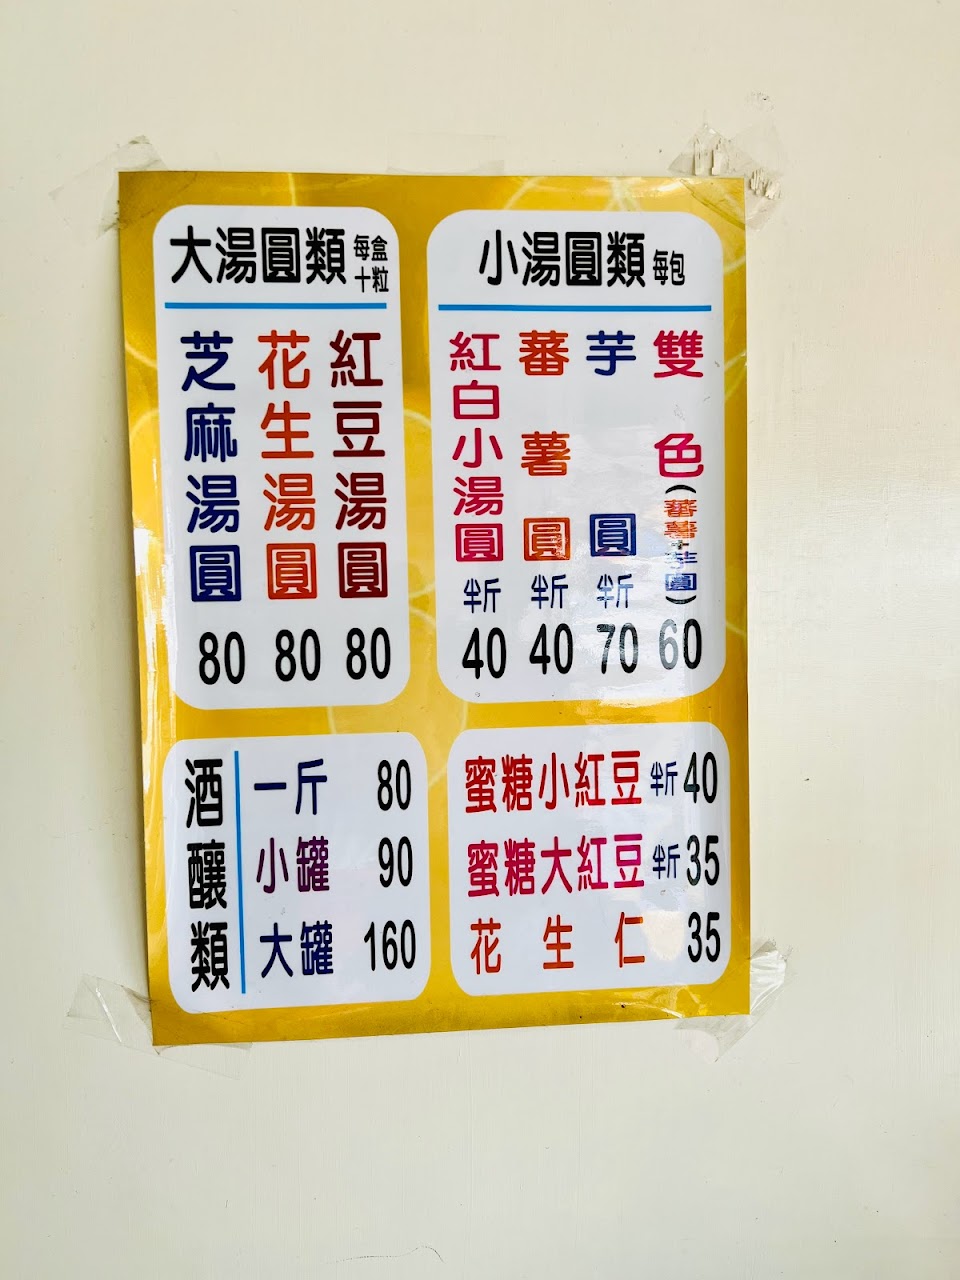 大湯圓類 每盒十粒
芝麻湯圓 80
花生湯圓 80
紅豆湯圓 80
小湯圓類 每包
紅白小湯圓 半斤 40
蕃薯圓 半斤 40
芋圓 半斤 70
雙色(蕃薯+芋圓) 60
酒釀類
一斤 80
小罐 90
大罐 160
蜜糖小紅豆 半斤 40
蜜糖大紅豆 半斤 35
花生仁 35